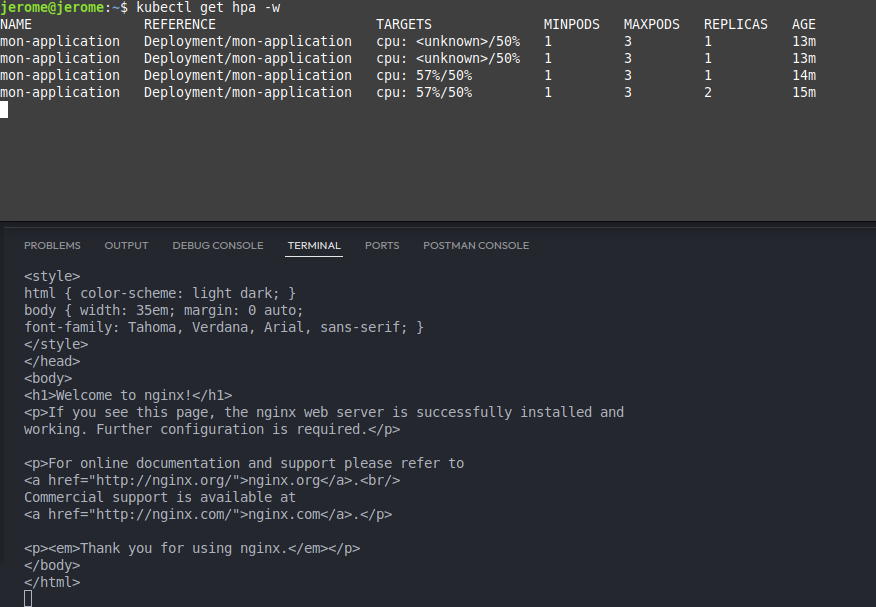 jerome@jerome:~$ kubectl get hpa -w
NAME REFERENCE TARGETS MINPODS MAXPODS REPLICAS AGE
mon-application Deployment/mon-application cpu: <unknown>/50% 1 3 1 13m
mon-application Deployment/mon-application cpu: <unknown>/50% 1 3 1 13m
mon-application Deployment/mon-application cpu: 57%/50% 1 3 1 14m
mon-application Deployment/mon-application cpu: 57%/50% 1 3 2 15m
PROBLEMS OUTPUT DEBUG CONSOLE TERMINAL PORTS POSTMAN CONSOLE
<style>
html { color-scheme: light dark; }
body { width: 35em; margin: 0 auto;
font-family: Tahoma, Verdana, Arial, sans-serif; }
</style>
</head>
<body>
<h1>Welcome to nginx!</h1>
<p>If you see this page, the nginx web server is successfully installed and
working. Further configuration is required.</p>
<p>For online documentation and support please refer to
<a href="http://nginx.org/">nginx.org</a>.<br/>
Commercial support is available at
<a href="http://nginx.com/">nginx.com</a>.</p>
<p><em>Thank you for using nginx.</em></p>
</body>
</html>